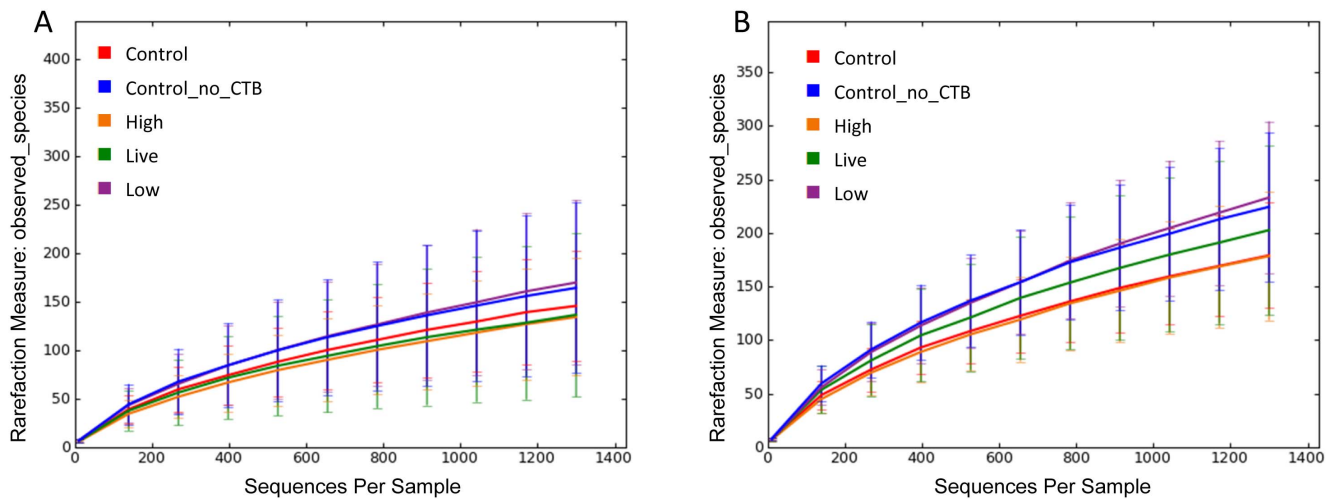 A
Rarefaction Measure: observed_species
400
350
300
250
200
150
100
50
0
Control
Control_no_CTB
High
Live
Low
0 200 400 600 800 1000 1200 1400
Sequences Per Sample
B
Rarefaction Measure: observed_species
350
300
250
200
150
100
50
0
Control
Control_no_CTB
High
Live
Low
0 200 400 600 800 1000 1200 1400
Sequences Per Sample